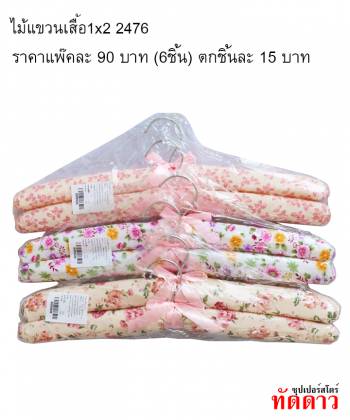 ไม้แขวนเสื้อ1x2 2476
ราคาแพ๊คละ 90 บาท (6ชิ้น) ตกชิ้นละ 15 บาท
ซุปเปอร์สโตร์
ทัดดาว